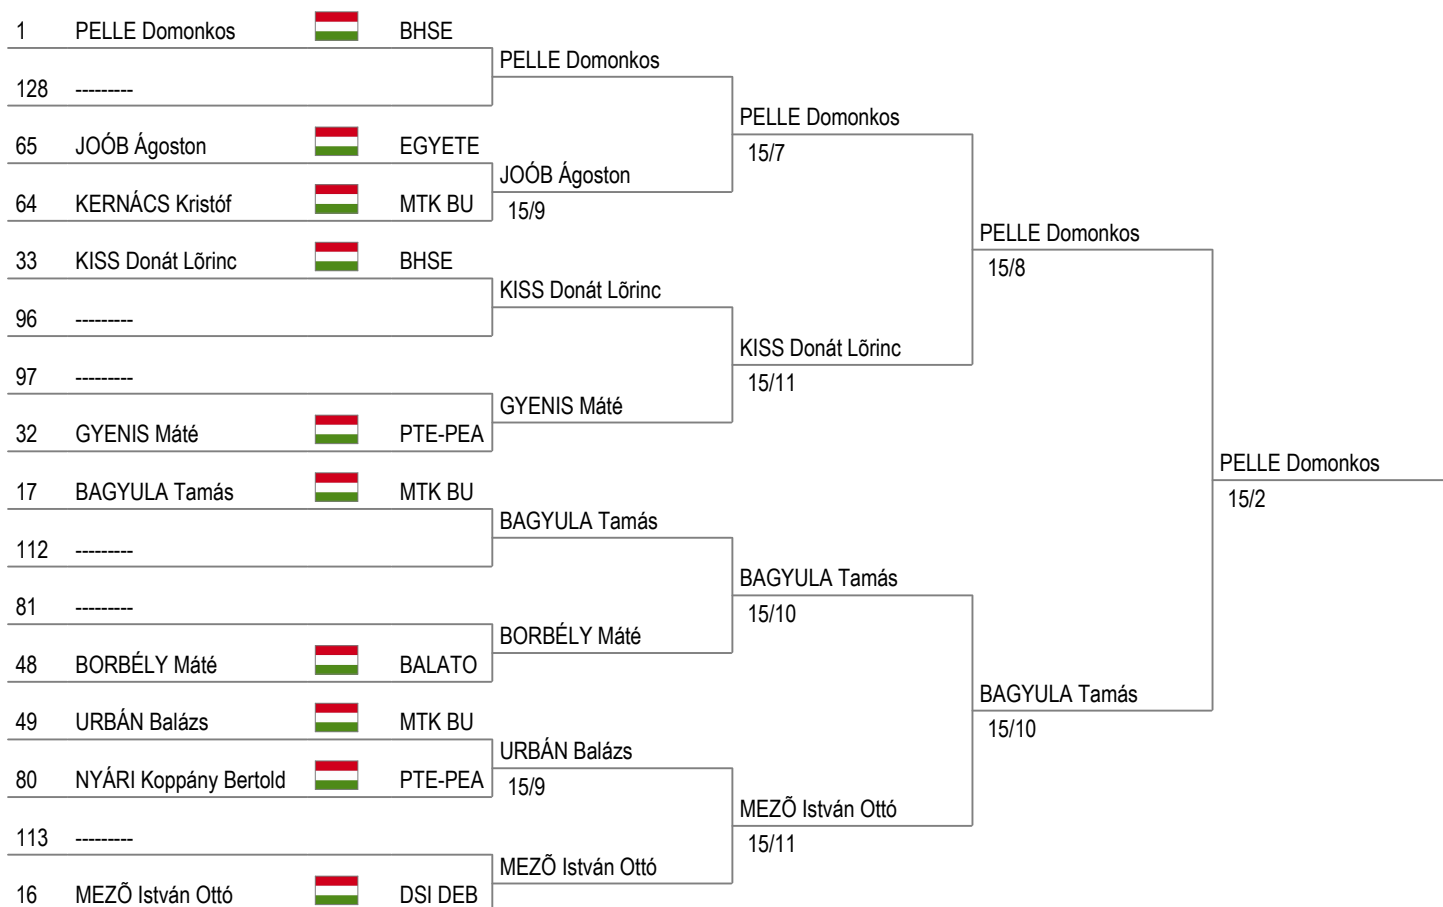 1 PELLE Domonkos BHSE
128 ---------
65 JOÓB Ágoston EGYETE
64 KERNÁCS Kristóf MTK BU
33 KISS Donát Lõrinc BHSE
96 ---------
97 ---------
32 GYENIS Máté PTE-PEA
17 BAGYULA Tamás MTK BU
112 ---------
81 ---------
48 BORBÉLY Máté BALATO
49 URBÁN Balázs MTK BU
80 NYÁRI Koppány Bertold PTE-PEA
113 ---------
16 MEZÕ István Ottó DSI DEB
PELLE Domonkos
JOÓB Ágoston
15/9
KISS Donát Lõrinc
GYENIS Máté
BAGYULA Tamás
BORBÉLY Máté
URBÁN Balázs
15/9
MEZÕ István Ottó
PELLE Domonkos
15/7
KISS Donát Lõrinc
15/11
BAGYULA Tamás
15/10
MEZÕ István Ottó
15/11
PELLE Domonkos
15/8
BAGYULA Tamás
15/10
PELLE Domonkos
15/2